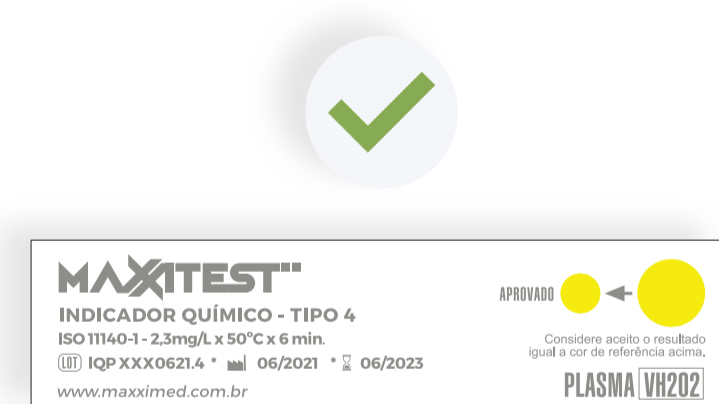 MAXXITEST
INDICADOR QUÍMICO - TIPO 4
ISO 11140-1 - 2,3mg/L x 50ºC x 6 min.
LOT IQP XXX0621.4 * 06/2021 * 06/2023
www.maxximed.com.br
APROVADO
Considere aceito o resultado
igual a cor de referência acima.
PLASMA VH202